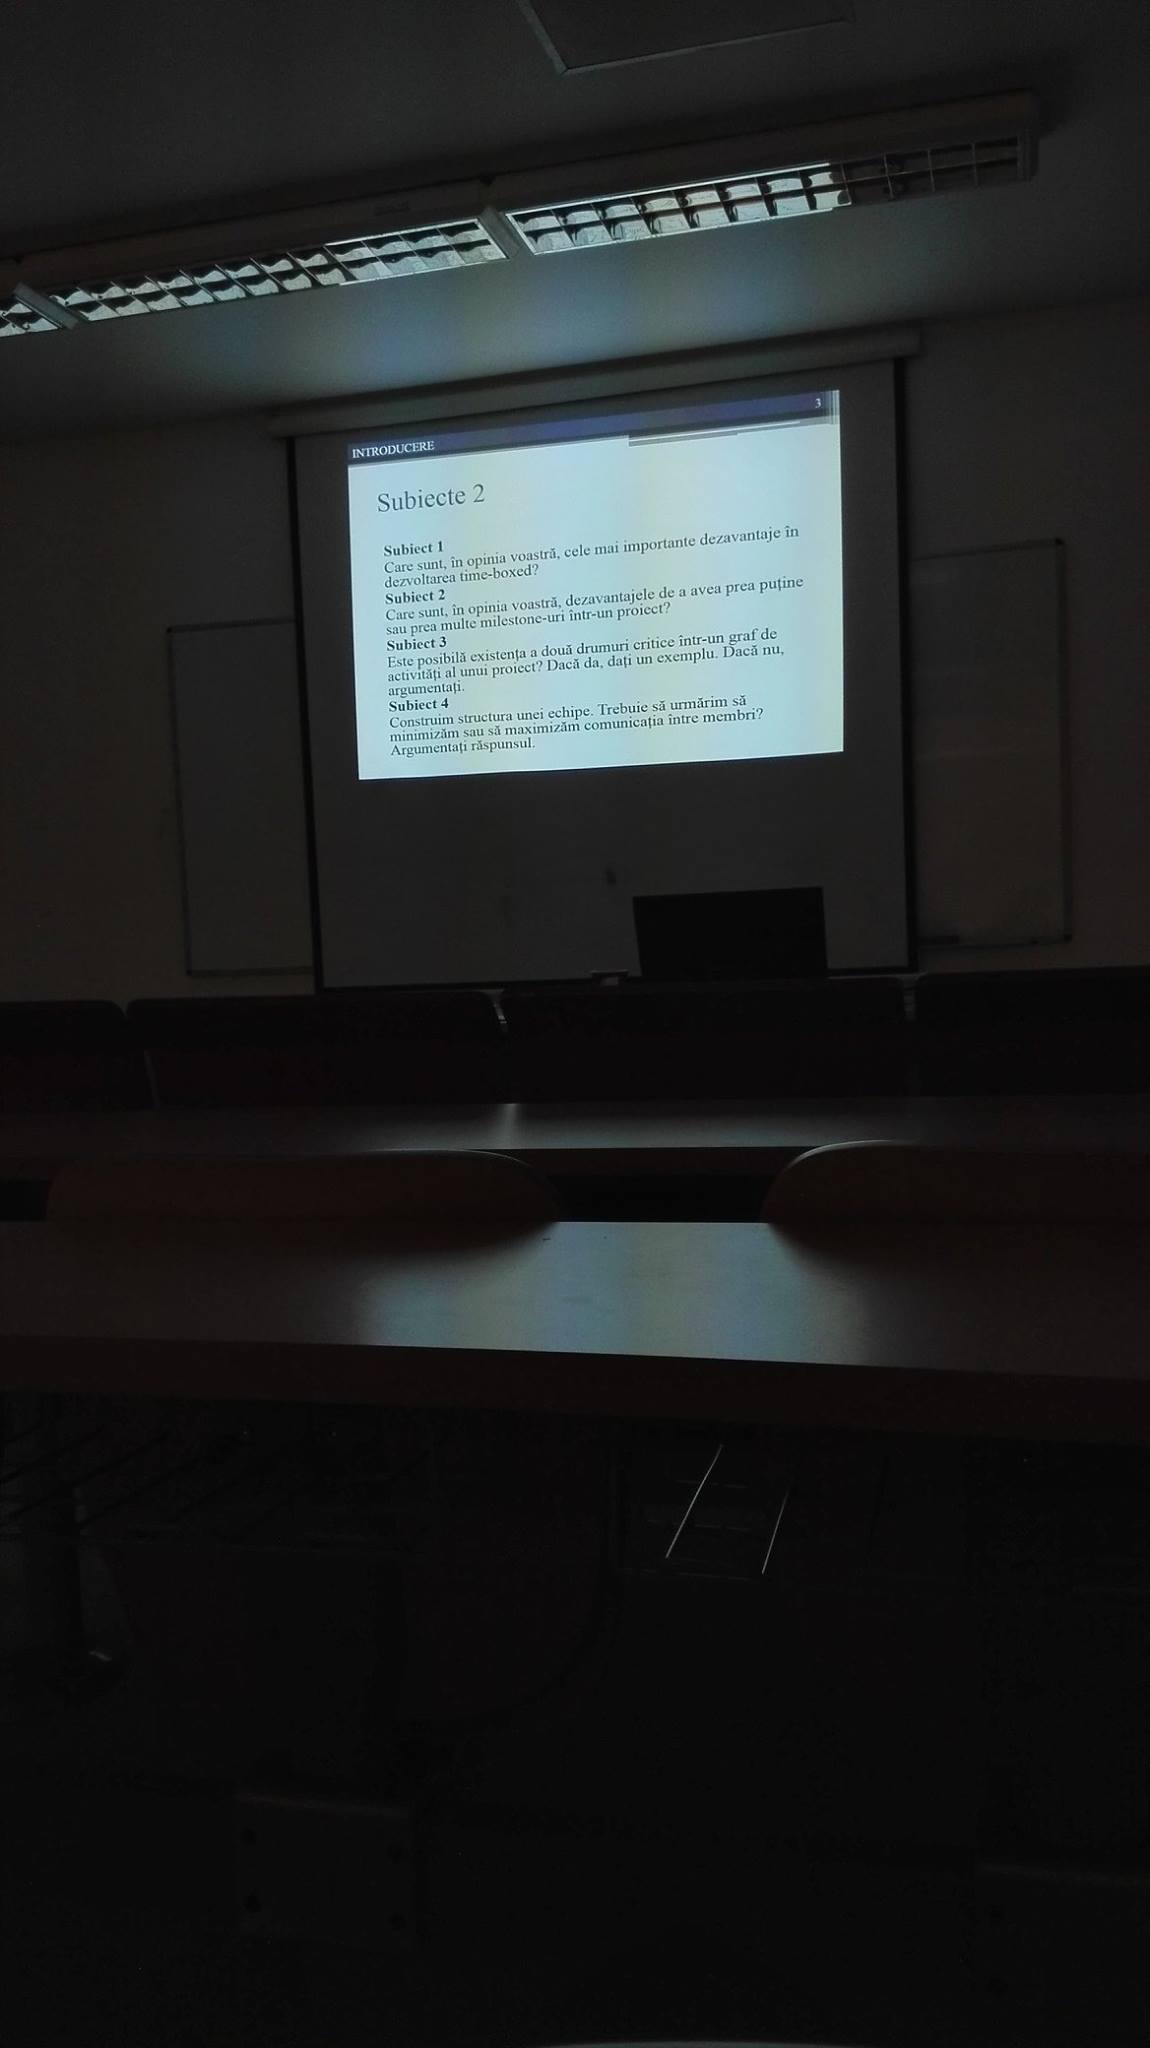 INTRODUCERE
3
Subiecte 2
Subiect 1
Care sunt, în opinia voastră, cele mai importante dezavantaje în
dezvoltarea time-boxed?
Subiect 2
Care sunt, în opinia voastră, dezavantajele de a avea prea puține
sau prea multe milestone-uri într-un proiect?
Subiect 3
Este posibilă existența a două drumuri critice într-un graf de
activități al unui proiect? Dacă da, dați un exemplu. Dacă nu,
argumentați.
Subiect 4
Construim structura unei echipe. Trebuie să urmărim să
minimizăm sau să maximizăm comunicația între membri?
Argumentați răspunsul.